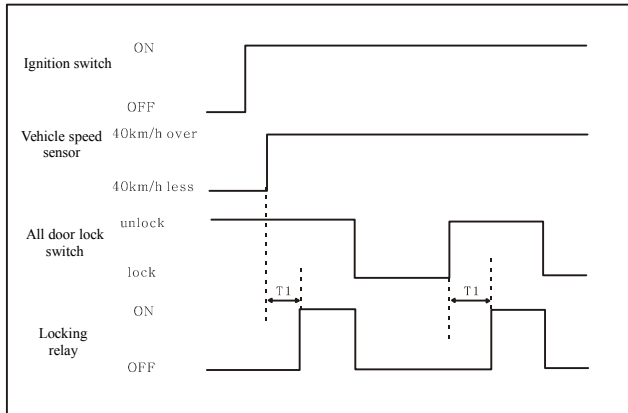 ON
Ignition switch
OFF
Vehicle speed
sensor
40km/h over
40km/h less
unlock
All door lock
switch
lock
T1
T1
ON
Locking
relay
OFF